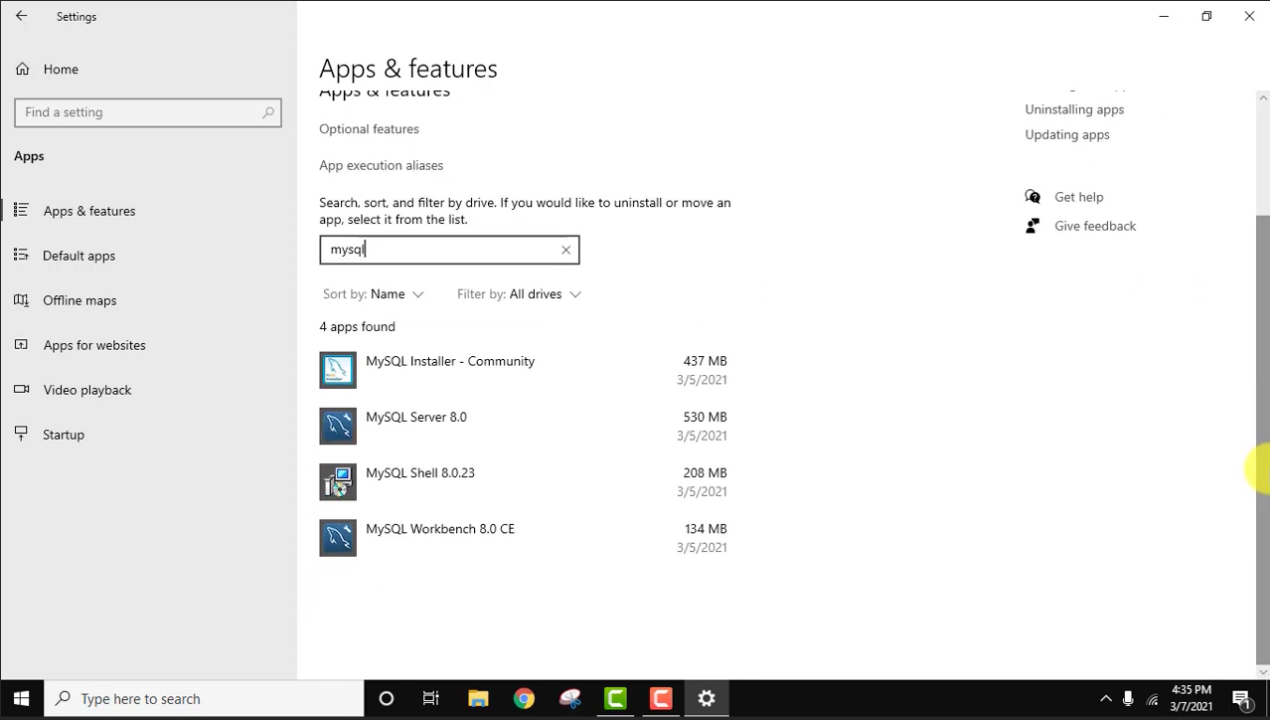 Settings
Home
Find a setting
Apps
Apps & features
Default apps
Offline maps
Apps for websites
Video playback
Startup
Apps & features
Apps & features
Optional features
App execution aliases
Search, sort, and filter by drive. If you would like to uninstall or move an
app, select it from the list.
mysql
Sort by: Name Filter by: All drives
4 apps found
MySQL Installer - Community 437 MB
3/5/2021
MySQL Server 8.0 530 MB
3/5/2021
MySQL Shell 8.0.23 208 MB
3/5/2021
MySQL Workbench 8.0 CE 134 MB
3/5/2021
Uninstalling apps
Updating apps
Get help
Give feedback
Type here to search
4:35 PM
3/7/2021
1